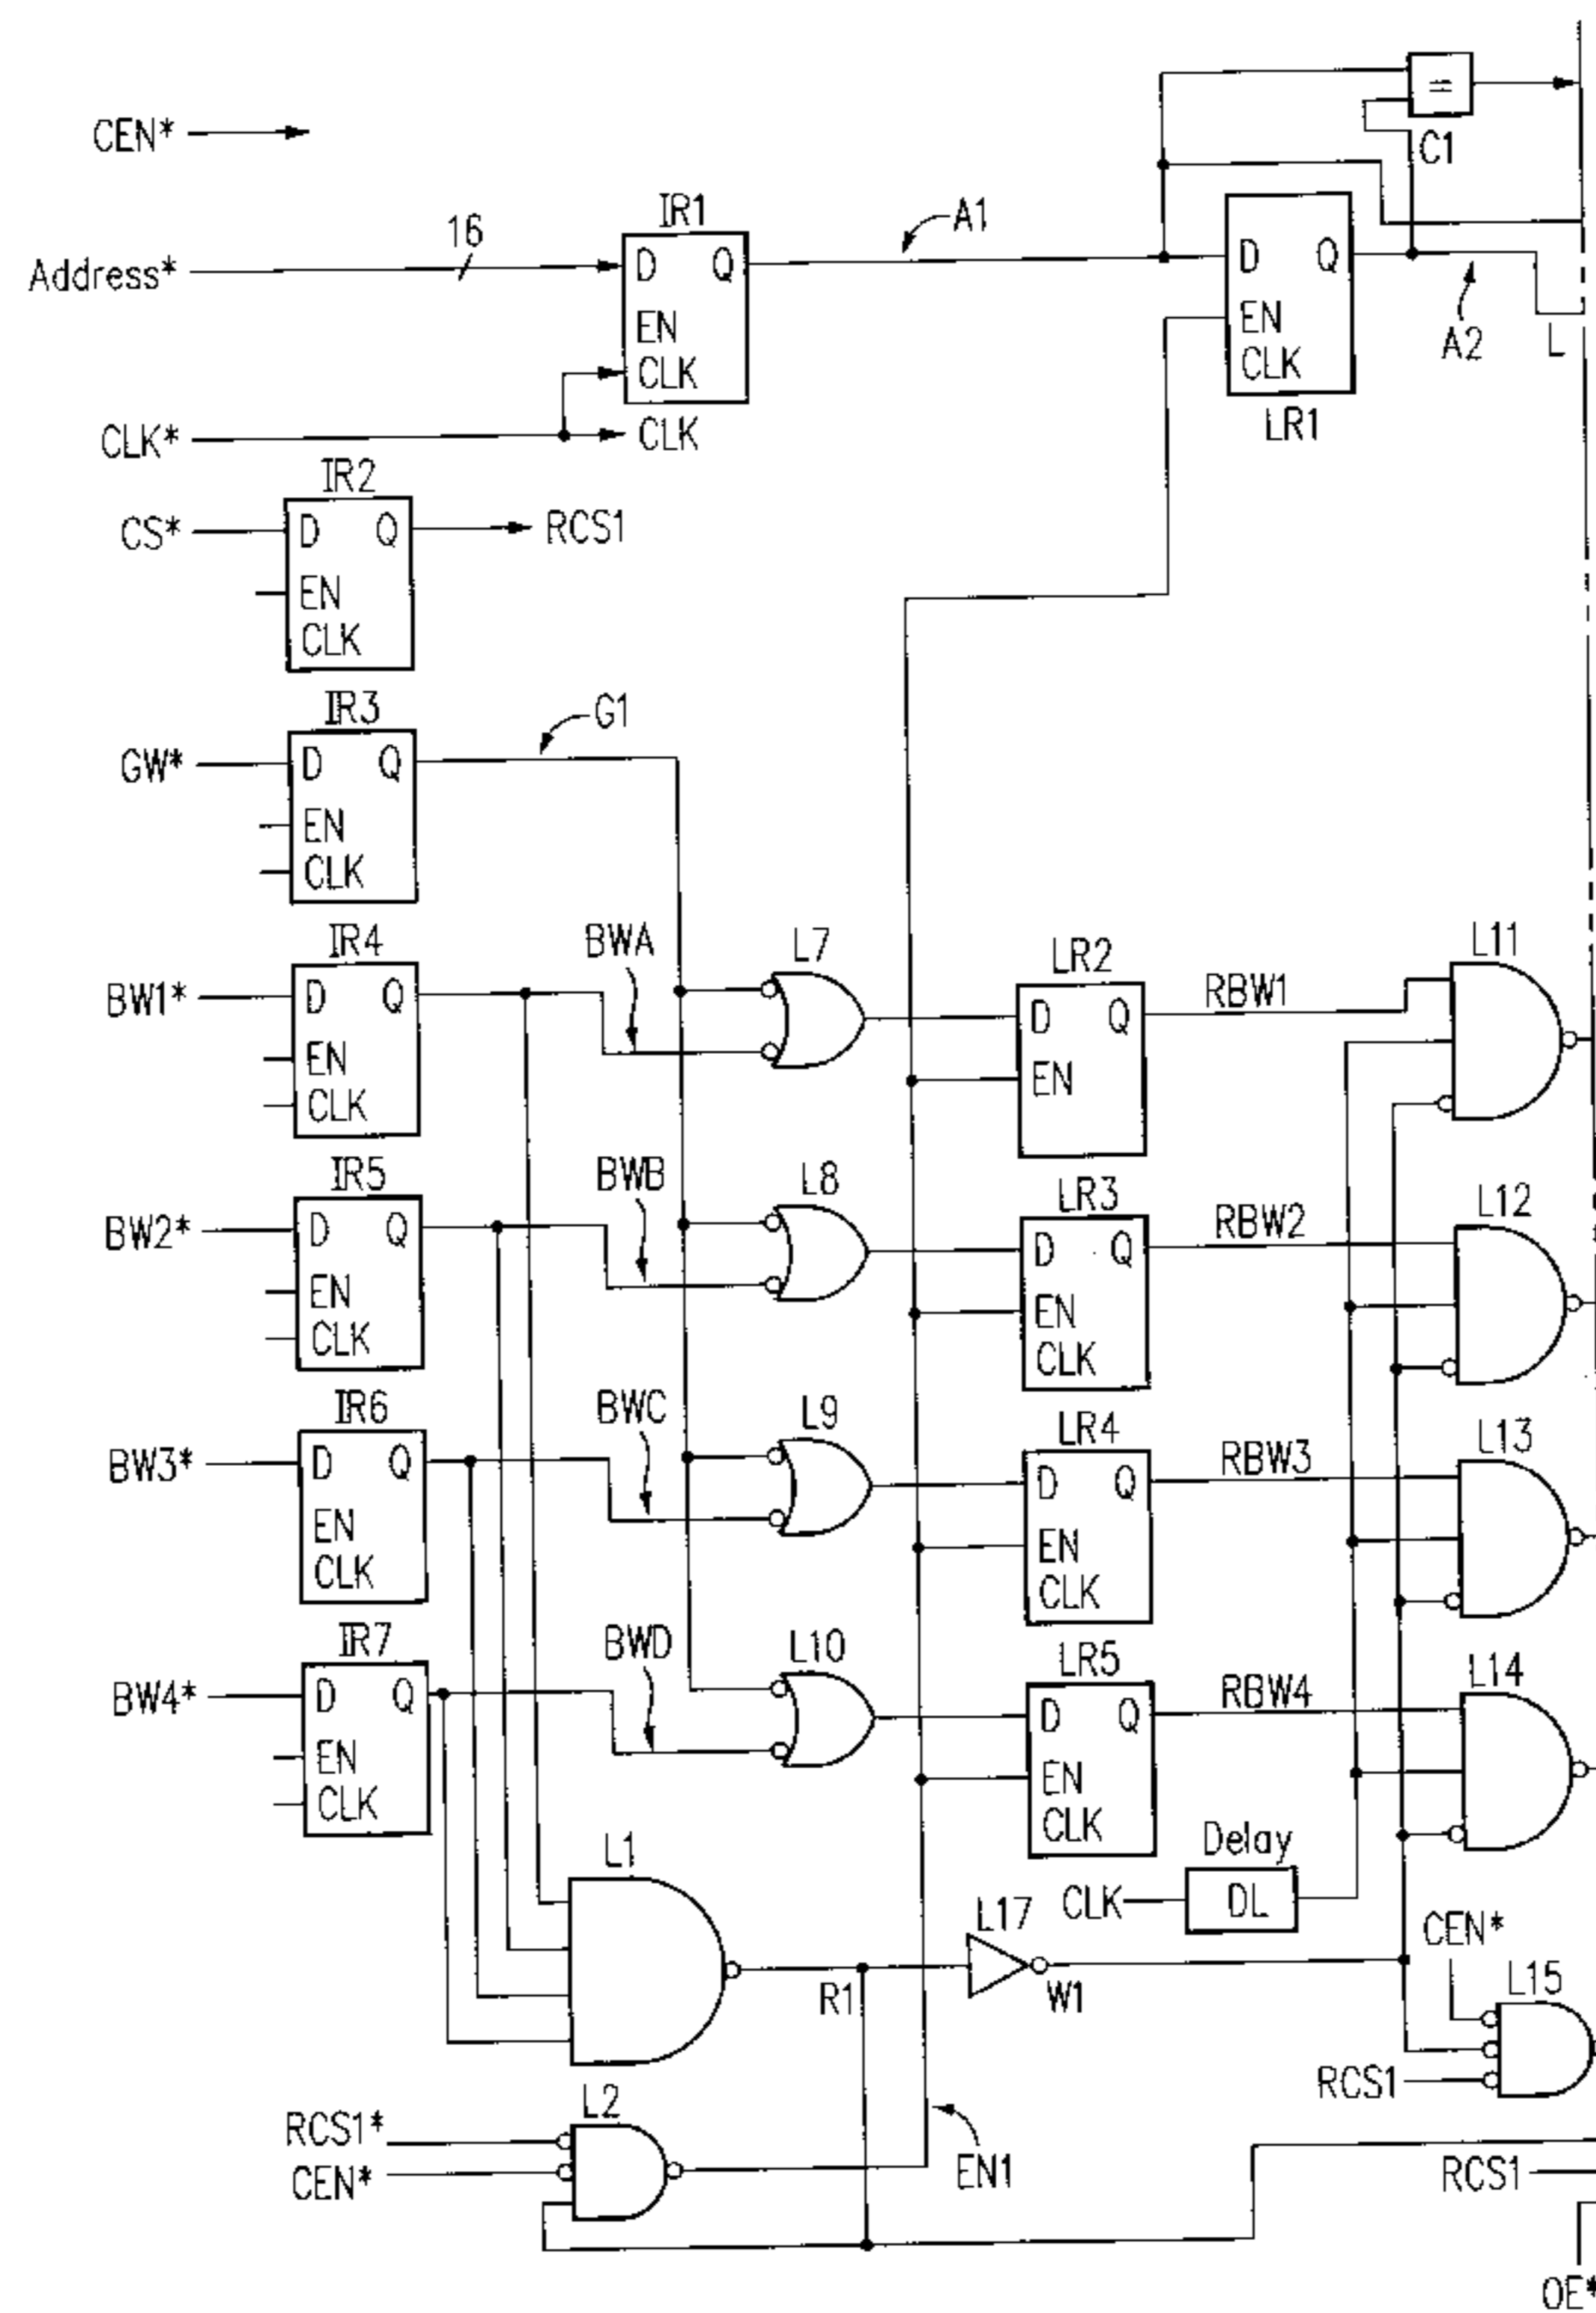 CEN*
=
C1
Address*
16
IR1
D Q
EN
CLK
A1
D Q
EN
CLK
LR1
A2
L
CLK*
CLK
IR2
CS*
D Q
EN
CLK
RCS1
IR3
GW*
D Q
EN
CLK
G1
IR4
BW1*
D Q
EN
CLK
BWA
L7
LR2
D Q
EN
RBW1
L11
IR5
BW2*
D Q
EN
CLK
BWB
L8
LR3
D Q
EN
CLK
RBW2
L12
IR6
BW3*
D Q
EN
CLK
BWC
L9
LR4
D Q
EN
CLK
RBW3
L13
IR7
BW4*
D Q
EN
CLK
BWD
L10
LR5
D Q
EN
CLK
RBW4
L14
L1
Delay
CLK
DL
L17
R1
W1
CEN*
L15
RCS1
L2
RCS1*
CEN*
EN1
RCS1
OE*